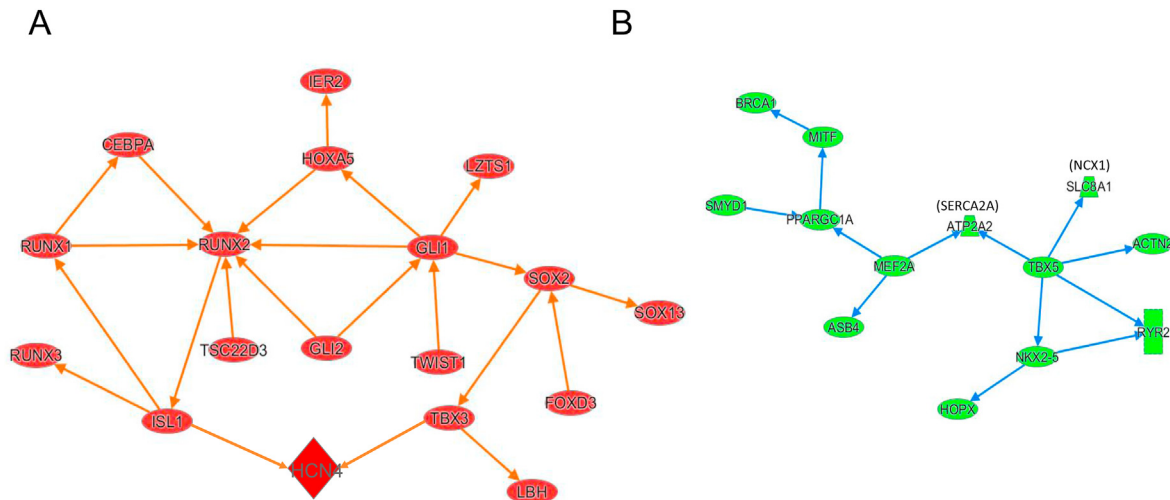 A
B
IER2
BRCA1
CEBPA
MITF
HOXA5
LZTS1
(NCX1)
SLC8A1
SMYD1
PPARGC1A
(SERCA2A)
ATP2A2
RUNX1
RUNX2
GLI1
ACTN2
MEF2A
TBX5
SOX2
SOX13
ASB4
RYR2
TSC22D3
GLI2
TWIST1
RUNX3
NKX2-5
FOXD3
HOPX
ISL1
TBX3
HCN4
LBH